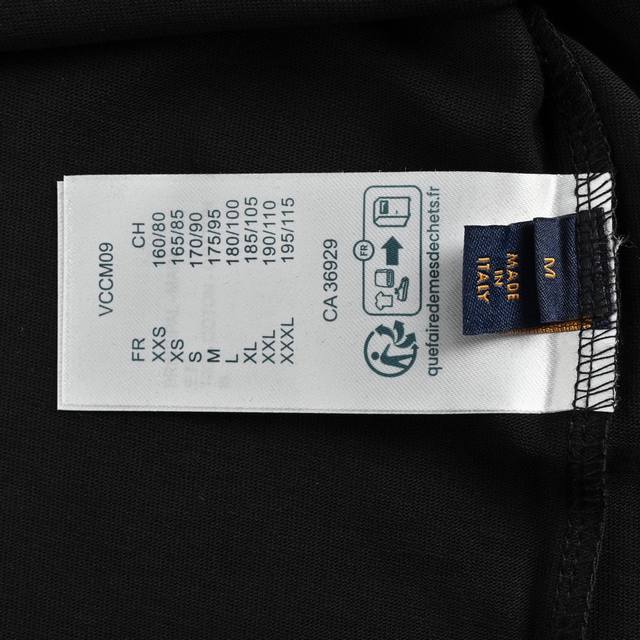 VCCM09
FR CH
XXS 160/80
XS 165/85
S 170/90
M 175/95
L 180/100
XL 185/105
XXL 190/110
XXXL 195/115
CA 36929
FR
quefairedemesdechets.fr
M
MADE
IN
ITALY